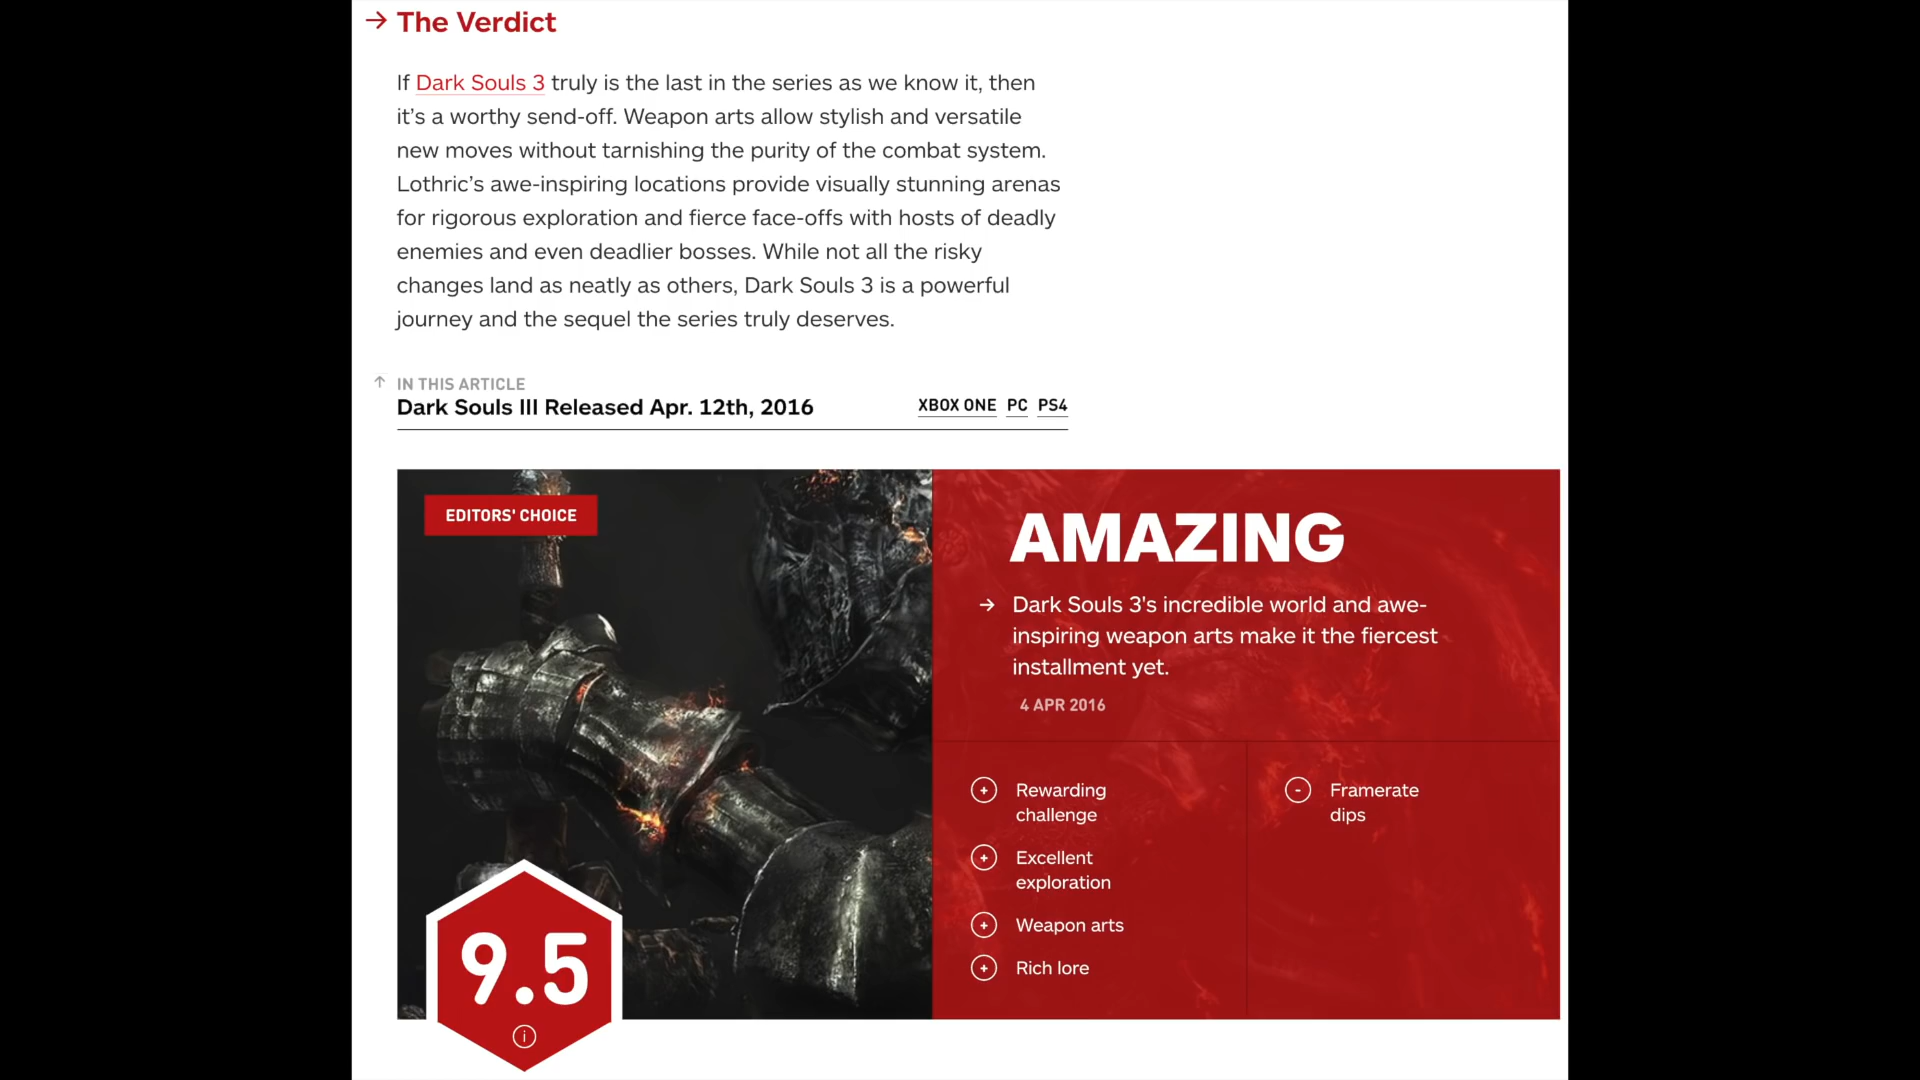 The Verdict
If Dark Souls 3 truly is the last in the series as we know it, then
it's a worthy send-off. Weapon arts allow stylish and versatile
new moves without tarnishing the purity of the combat system.
Lothric's awe-inspiring locations provide visually stunning arenas
for rigorous exploration and fierce face-offs with hosts of deadly
enemies and even deadlier bosses. While not all the risky
changes land as neatly as others, Dark Souls 3 is a powerful
journey and the sequel the series truly deserves.
IN THIS ARTICLE
Dark Souls III Released Apr. 12th, 2016
XBOX ONE PC PS4
EDITORS' CHOICE
9.5
AMAZING
Dark Souls 3's incredible world and awe-
inspiring weapon arts make it the fiercest
installment yet.
4 APR 2016
Rewarding
challenge
Excellent
exploration
Weapon arts
Rich lore
Framerate
dips